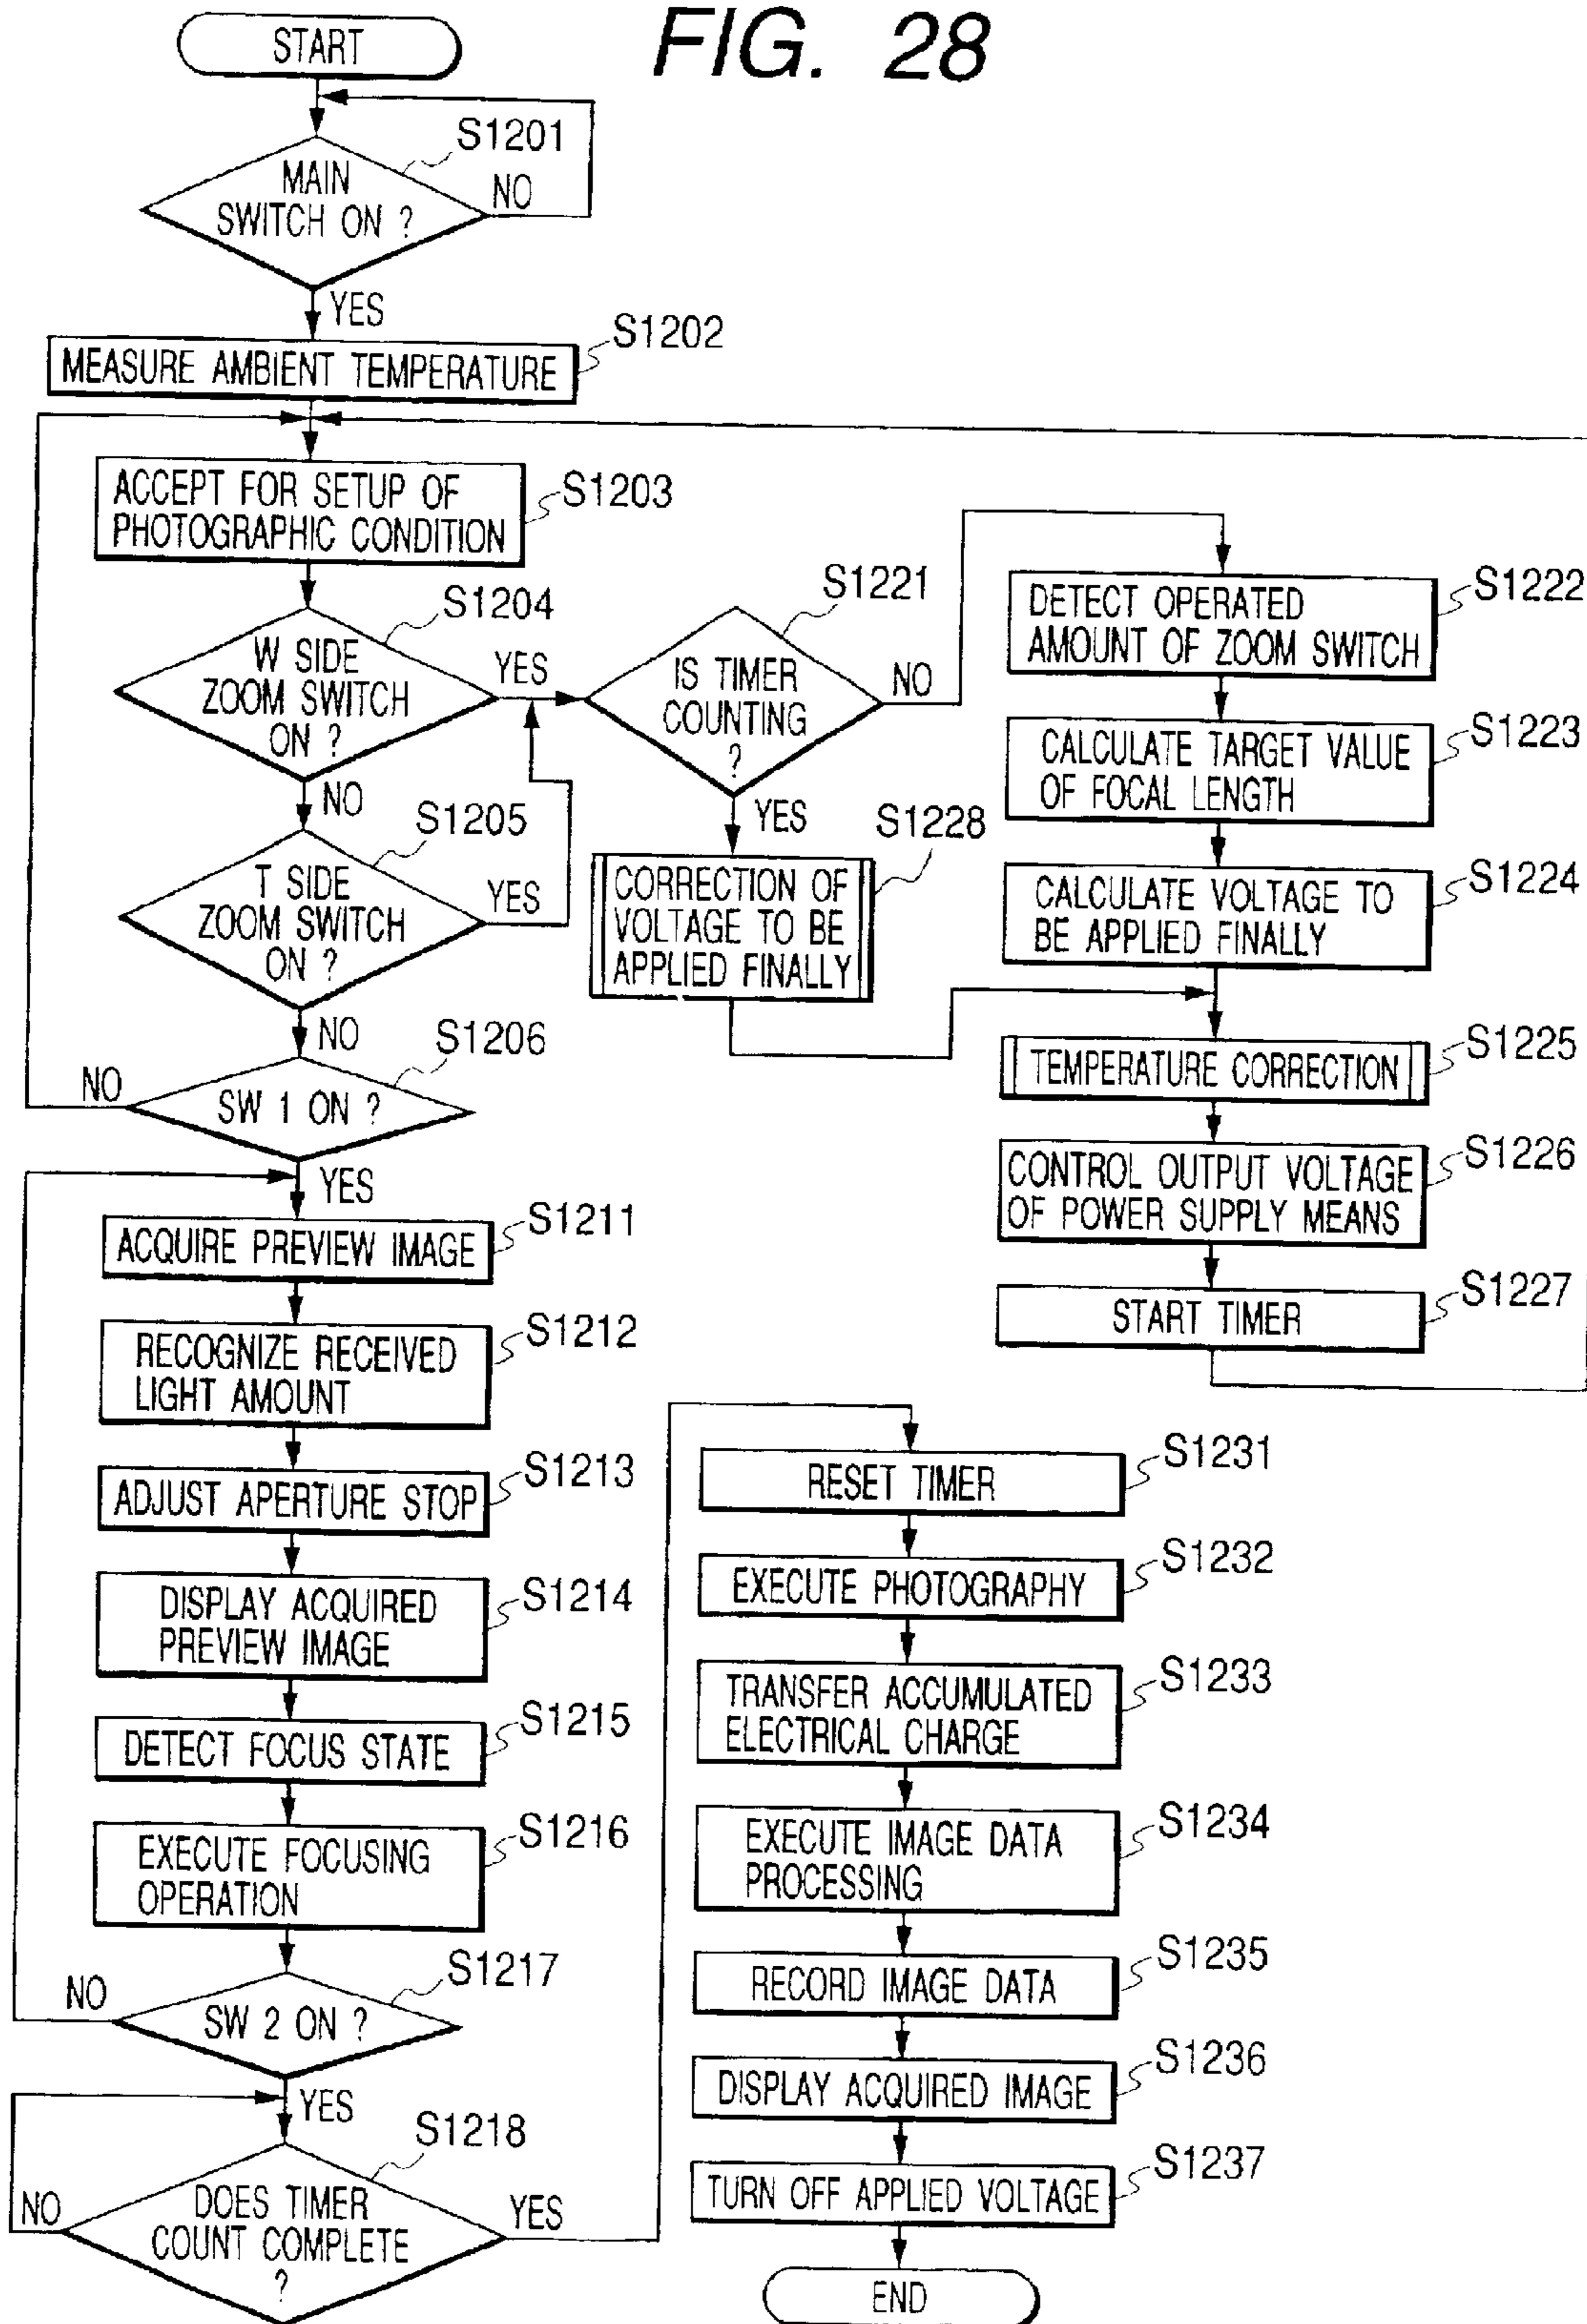 FIG. 28
START
S1201
MAIN
SWITCH ON ?
NO
YES
S1202
MEASURE AMBIENT TEMPERATURE
ACCEPT FOR SETUP OF
PHOTOGRAPHIC CONDITION
S1203
S1204
W SIDE
ZOOM SWITCH
ON ?
YES
NO
S1205
T SIDE
ZOOM SWITCH
ON ?
YES
NO
S1206
SW 1 ON ?
NO
YES
S1211
ACQUIRE PREVIEW IMAGE
S1212
RECOGNIZE RECEIVED
LIGHT AMOUNT
S1213
ADJUST APERTURE STOP
S1214
DISPLAY ACQUIRED
PREVIEW IMAGE
S1215
DETECT FOCUS STATE
S1216
EXECUTE FOCUSING
OPERATION
S1217
SW 2 ON ?
NO
YES
S1218
DOES TIMER
COUNT COMPLETE
?
NO
YES
S1221
IS TIMER
COUNTING
?
NO
YES
S1228
CORRECTION OF
VOLTAGE TO BE
APPLIED FINALLY
S1222
DETECT OPERATED
AMOUNT OF ZOOM SWITCH
S1223
CALCULATE TARGET VALUE
OF FOCAL LENGTH
S1224
CALCULATE VOLTAGE TO
BE APPLIED FINALLY
S1225
TEMPERATURE CORRECTION
S1226
CONTROL OUTPUT VOLTAGE
OF POWER SUPPLY MEANS
S1227
START TIMER
S1231
RESET TIMER
S1232
EXECUTE PHOTOGRAPHY
S1233
TRANSFER ACCUMULATED
ELECTRICAL CHARGE
S1234
EXECUTE IMAGE DATA
PROCESSING
S1235
RECORD IMAGE DATA
S1236
DISPLAY ACQUIRED IMAGE
S1237
TURN OFF APPLIED VOLTAGE
END